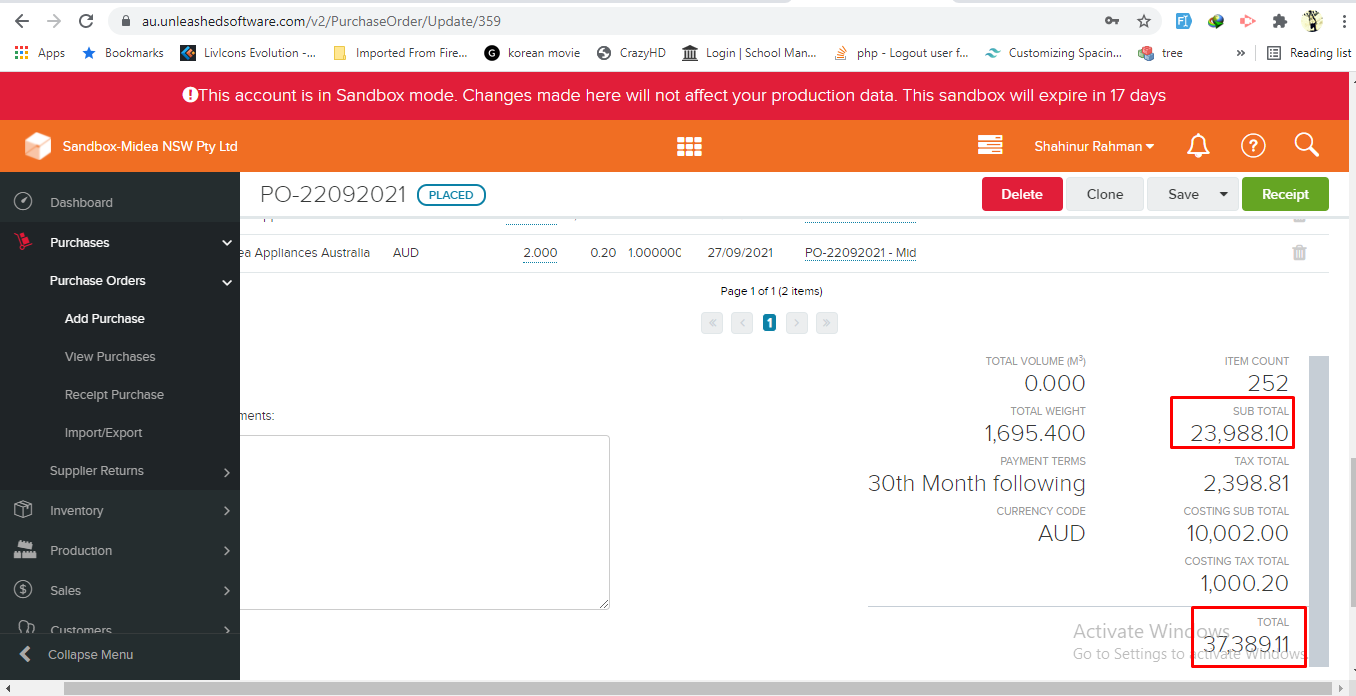 au.unleashedsoftware.com/v2/PurchaseOrder/Update/359
Apps Bookmarks LivIcons Evolution -... Imported From Fire... korean movie CrazyHD Login | School Man... php - Logout user f... Customizing Spacin... tree » Reading list
This account is in Sandbox mode. Changes made here will not affect your production data. This sandbox will expire in 17 days
Sandbox-Midea NSW Pty Ltd Shahinur Rahman
Dashboard
Purchases
Purchase Orders
Add Purchase
View Purchases
Receipt Purchase
Import/Export
Supplier Returns
Inventory
Production
Sales
Customers
Collapse Menu
PO-22092021 PLACED Delete Clone Save Receipt
ea Appliances Australia AUD 2.000 0.20 1.000000 27/09/2021 PO-22092021 - Mid
Page 1 of 1 (2 items)
« ‹ 1 › »
ments:
TOTAL VOLUME (M³)
0.000
TOTAL WEIGHT
1,695.400
PAYMENT TERMS
30th Month following
CURRENCY CODE
AUD
ITEM COUNT
252
SUB TOTAL
23,988.10
TAX TOTAL
2,398.81
COSTING SUB TOTAL
10,002.00
COSTING TAX TOTAL
1,000.20
TOTAL
37,389.11
Activate Windows
Go to Settings to activate Windows.